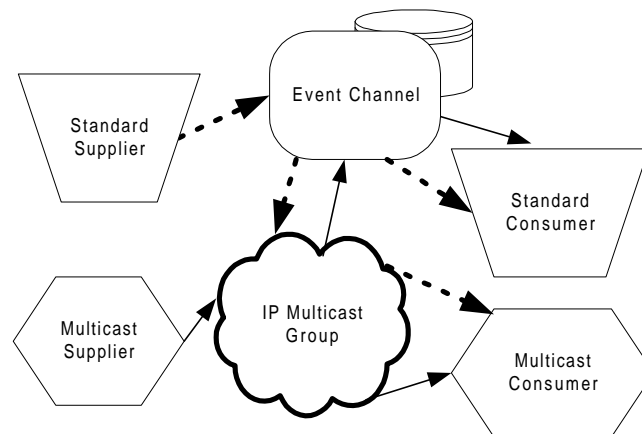 Event Channel
Standard
Supplier
Standard
Consumer
IP Multicast
Group
Multicast
Supplier
Multicast
Consumer